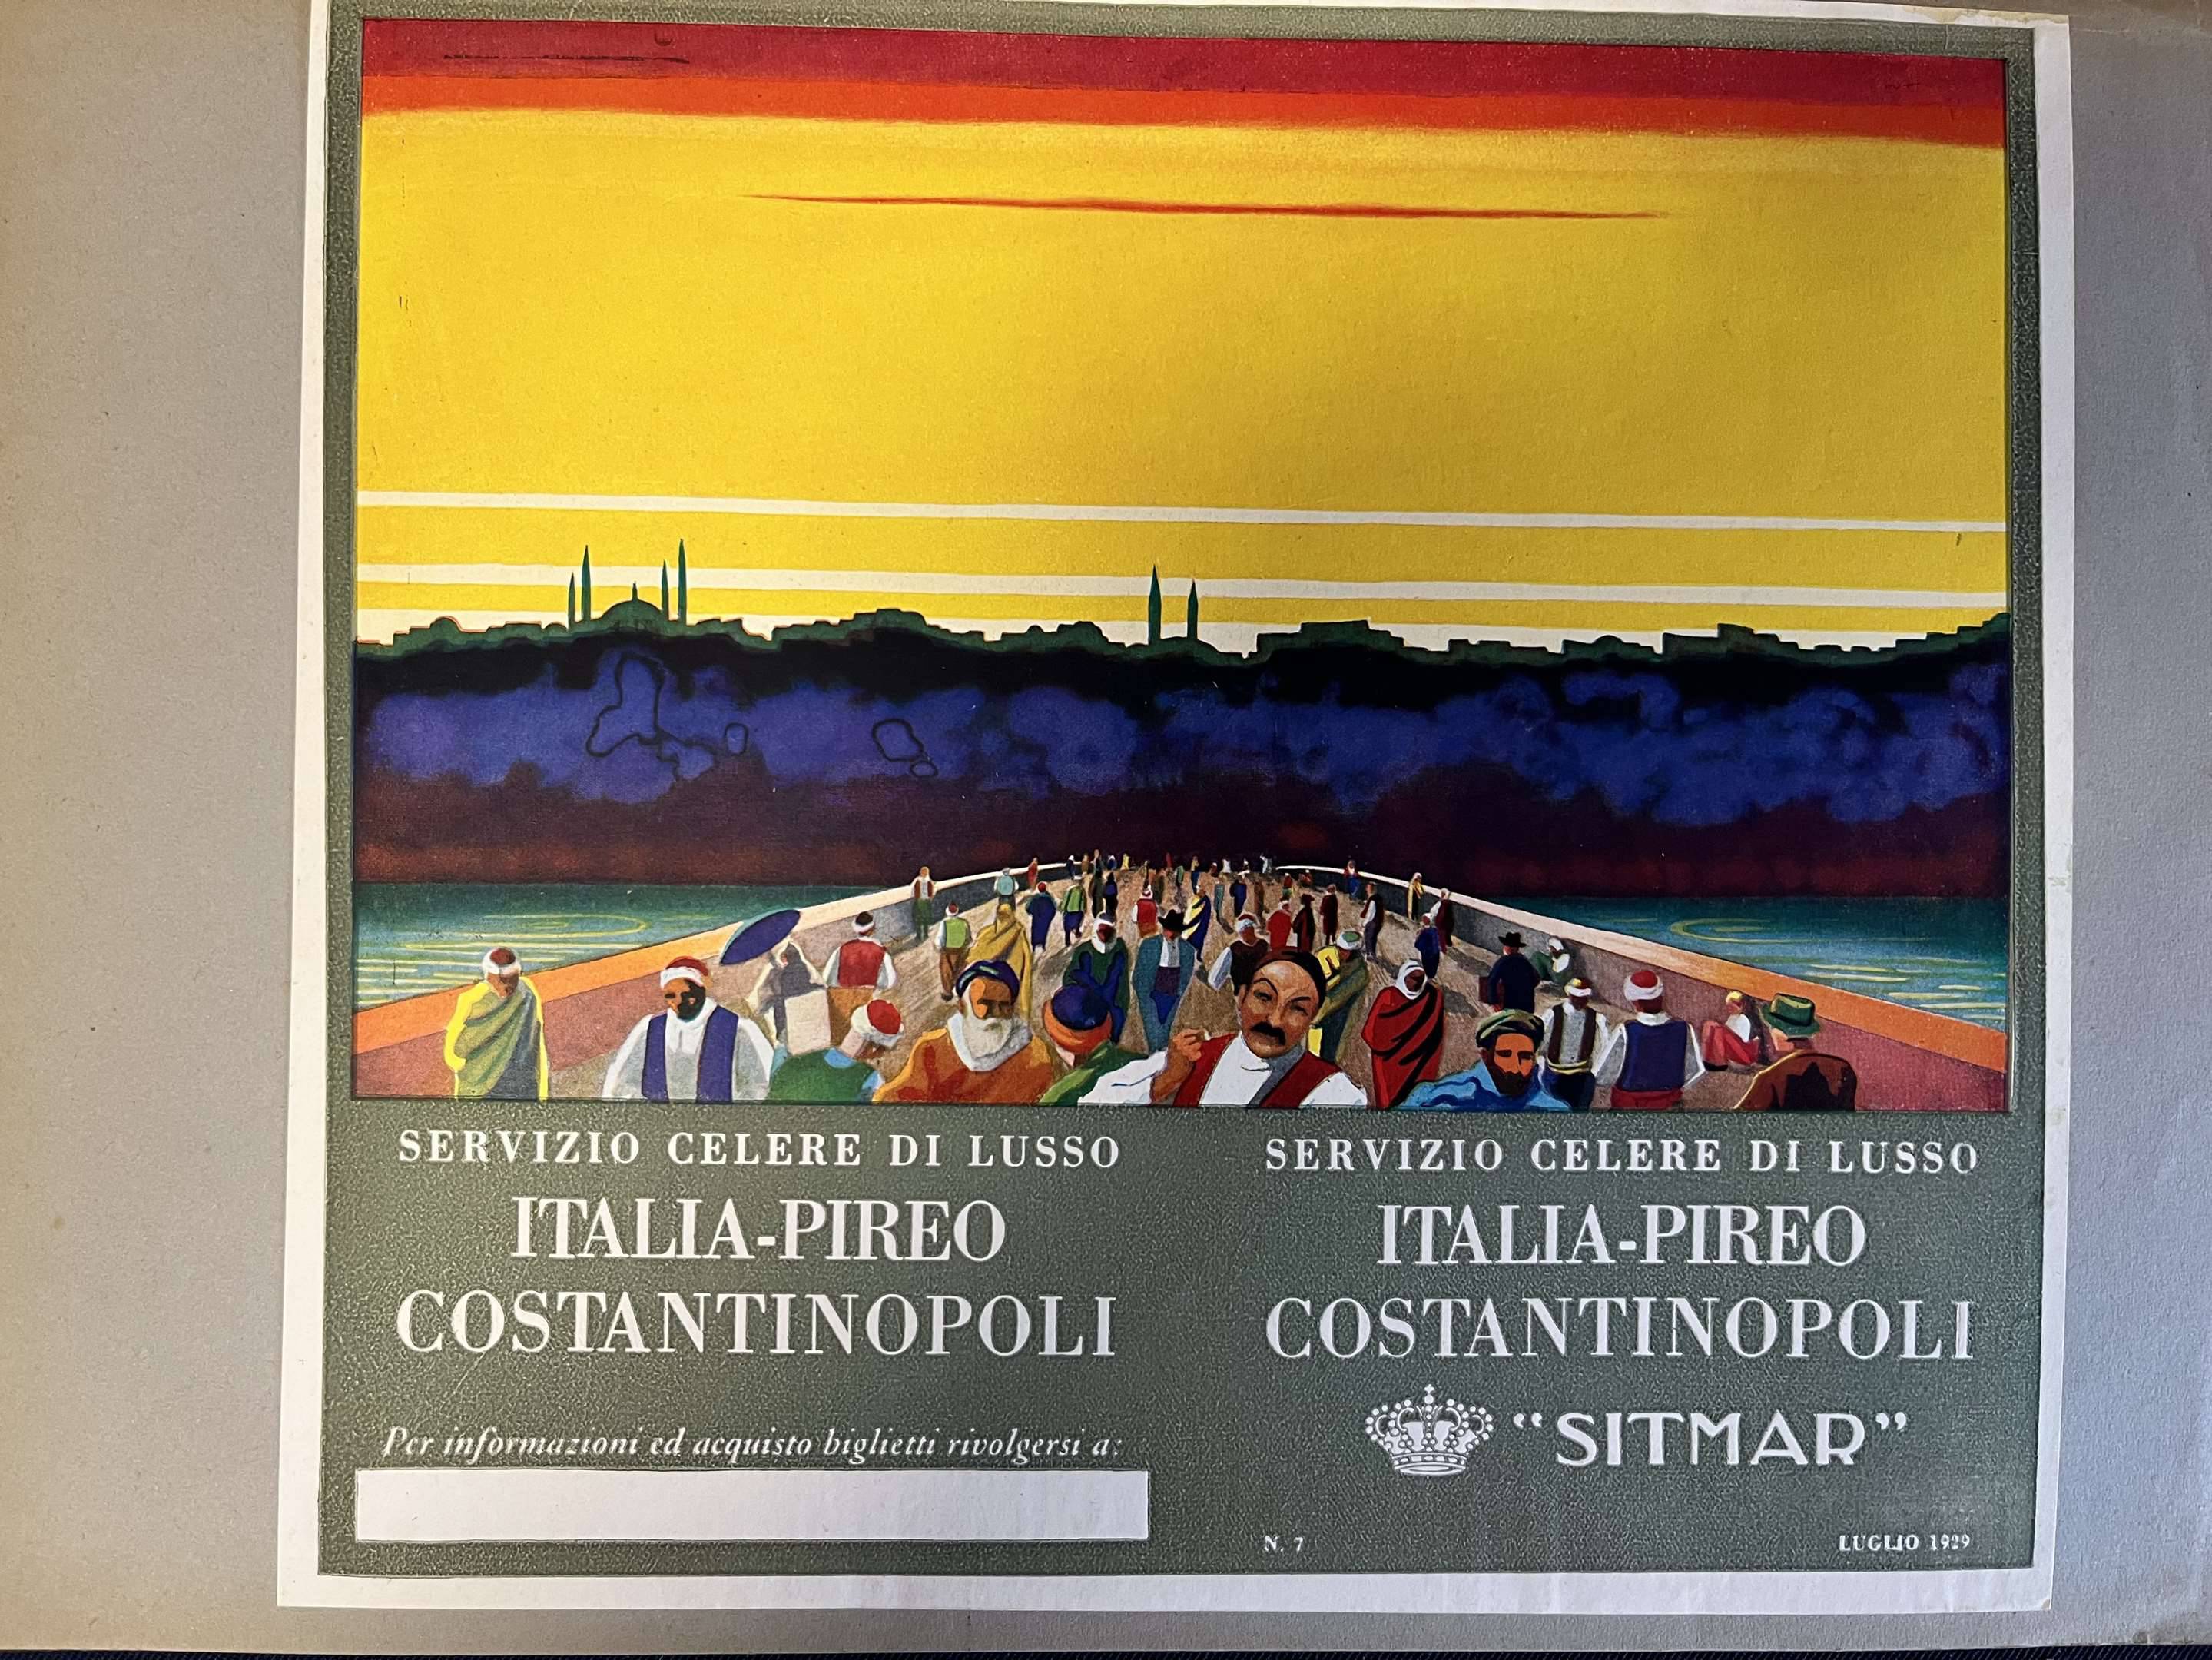 SERVIZIO CELERE DI LUSSO
ITALIA-PIREO
COSTANTINOPOLI
Per informazioni ed acquisto biglietti rivolgersi a:
SERVIZIO CELERE DI LUSSO
ITALIA-PIREO
COSTANTINOPOLI
“SITMAR”
N. 7
LUGLIO 1929